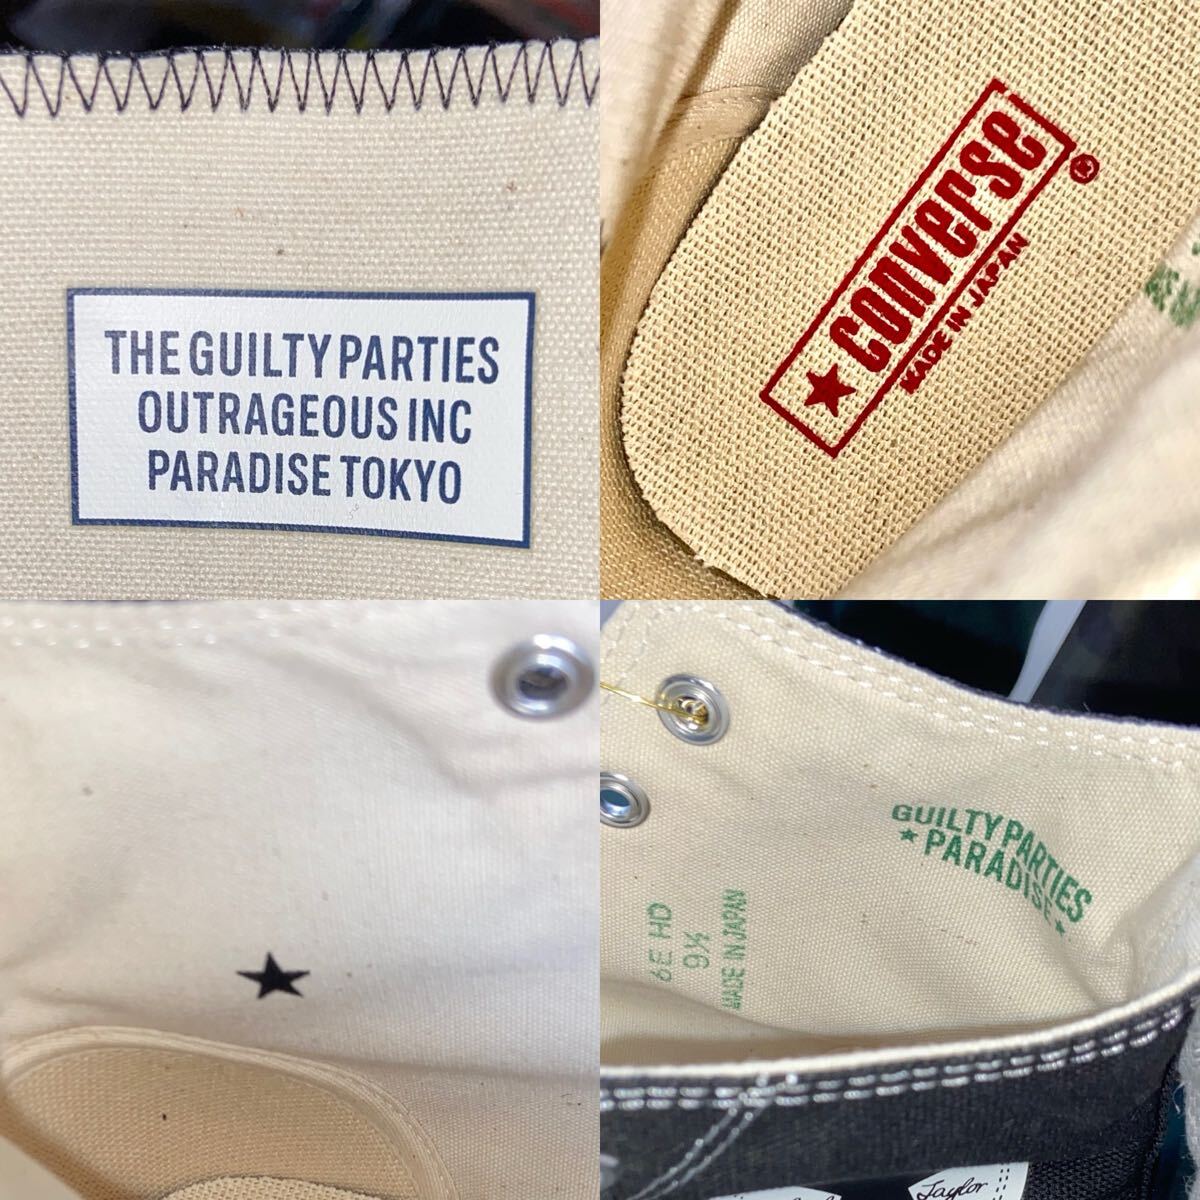 THE GUILTY PARTIES
OUTRAGEOUS INC
PARADISE TOKYO
★ converse ®
MADE IN JAPAN
GUILTY PARTIES
★ PARADISE ★
6E HD
9½
MADE IN JAPAN
Taylor